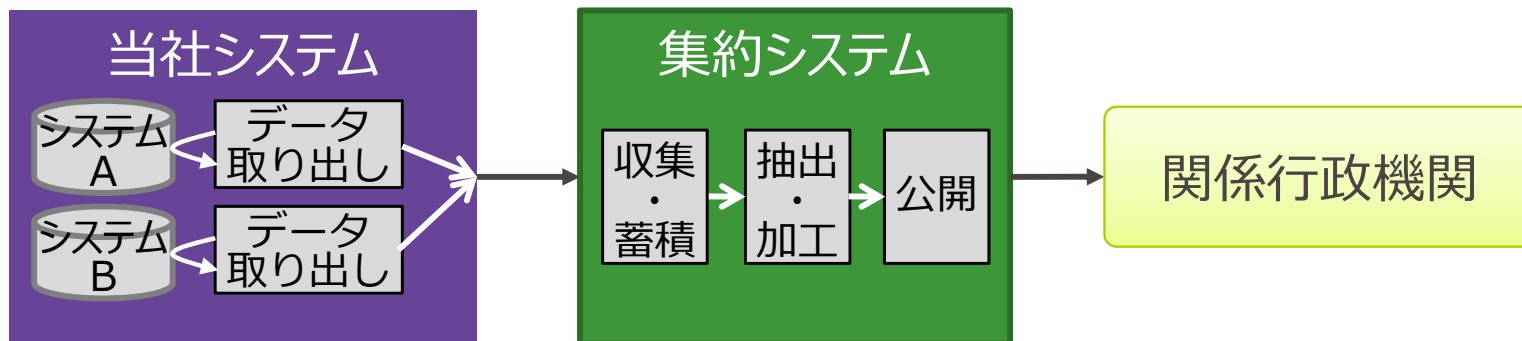 当社システム
システム
A
データ
取り出し
システム
B
データ
取り出し
集約システム
収集
・
蓄積
抽出
・
加工
公開
関係行政機関